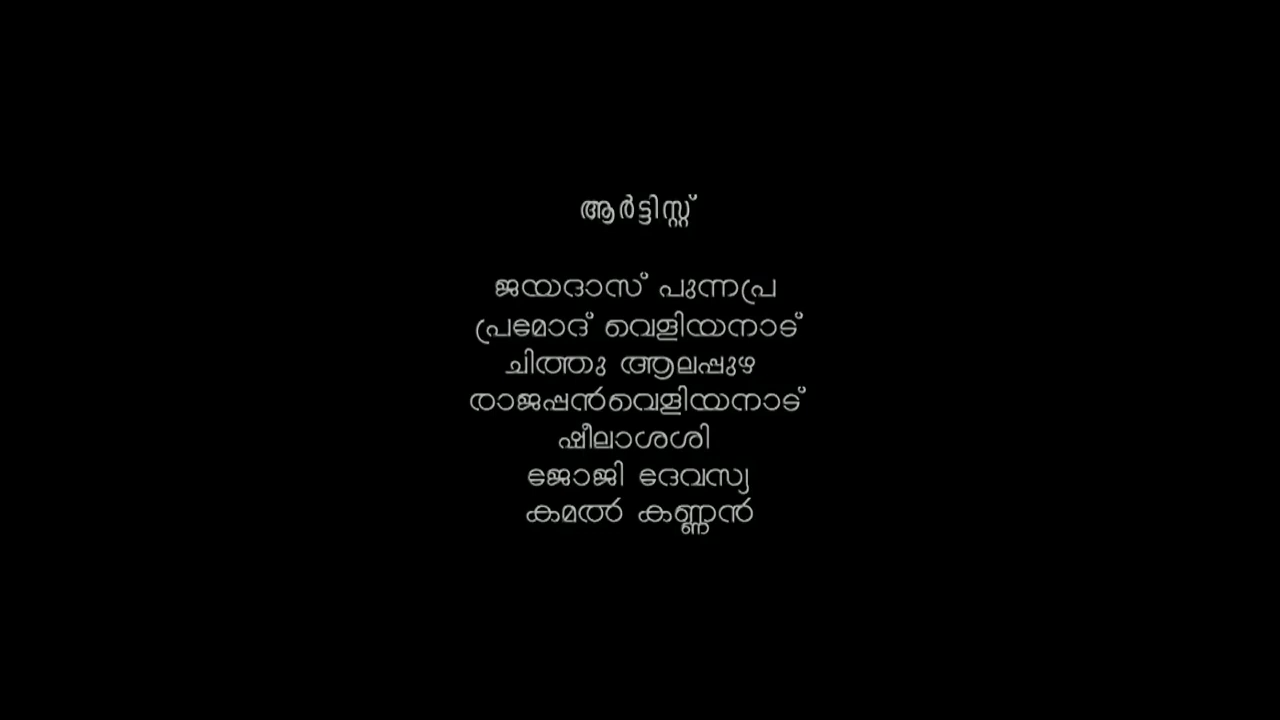 ആർട്ടിസ്റ്റ്
ജയദാസ് പുന്നപ്ര
പ്രമോദ് വെളിയനാട്
ചിത്തു ആലപ്പുഴ
രാജപ്പൻവെളിയനാട്
ഷീലാശശി
ജോജി ദേവസ്യ
കമൽ കണ്ണൻ